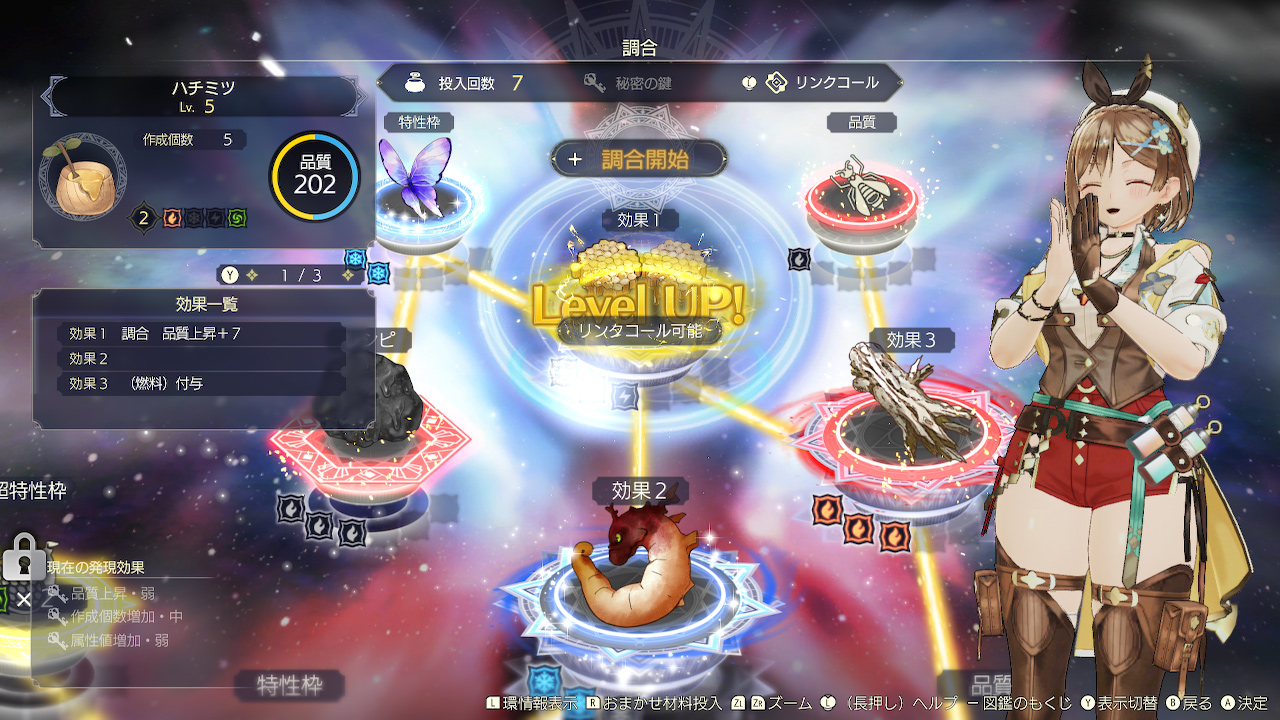 調合
ハチミツ
Lv. 5
作成個数 5
品質
202
2
投入回数 7
秘密の鍵
リンクコール
特性枠
品質
+ 調合開始
効果1
Level UP!
リンクコール可能
Y 1 / 3
効果一覧
効果1 調合 品質上昇+7
効果2
効果3 (燃料) 付与
ピ
効果3
効果2
超特性枠
現在の発現効果
品質上昇・弱
作成個数増加・中
属性値増加・弱
特性枠
品質
L 環境情報表示 R おまかせ材料投入 ZL ZR ズーム L (長押し) ヘルプ − 図鑑のもくじ Y 表示切替 B 戻る A 決定